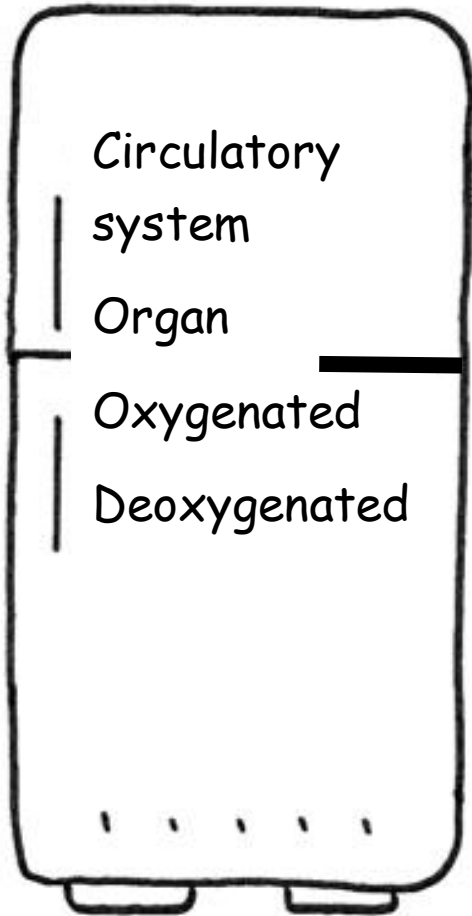 Circulatory
system
Organ
Oxygenated
Deoxygenated